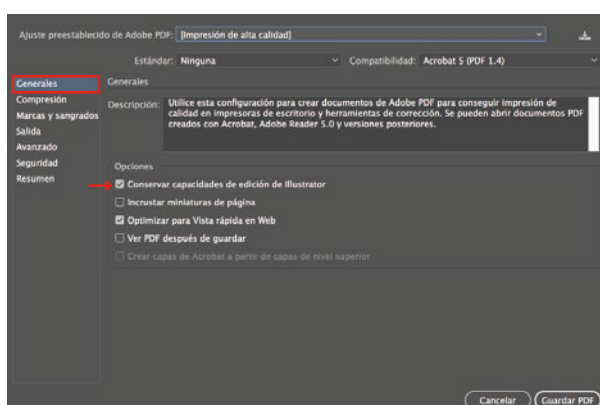 Ajuste preestablecido de Adobe PDF: [Impresión de alta calidad]
Estándar: Ninguna Compatibilidad: Acrobat 5 (PDF 1.4)
Generales
Compresión
Marcas y sangrados
Salida
Avanzado
Seguridad
Resumen
Generales
Descripción: Utilice esta configuración para crear documentos de Adobe PDF para conseguir impresión de
calidad en impresoras de escritorio y herramientas de corrección. Se pueden abrir documentos PDF
creados con Acrobat, Adobe Reader 5.0 y versiones posteriores.
Opciones
Conservar capacidades de edición de Illustrator
Incrustar miniaturas de página
Optimizar para Vista rápida en Web
Ver PDF después de guardar
Crear capas de Acrobat a partir de capas de nivel superior
Cancelar Guardar PDF